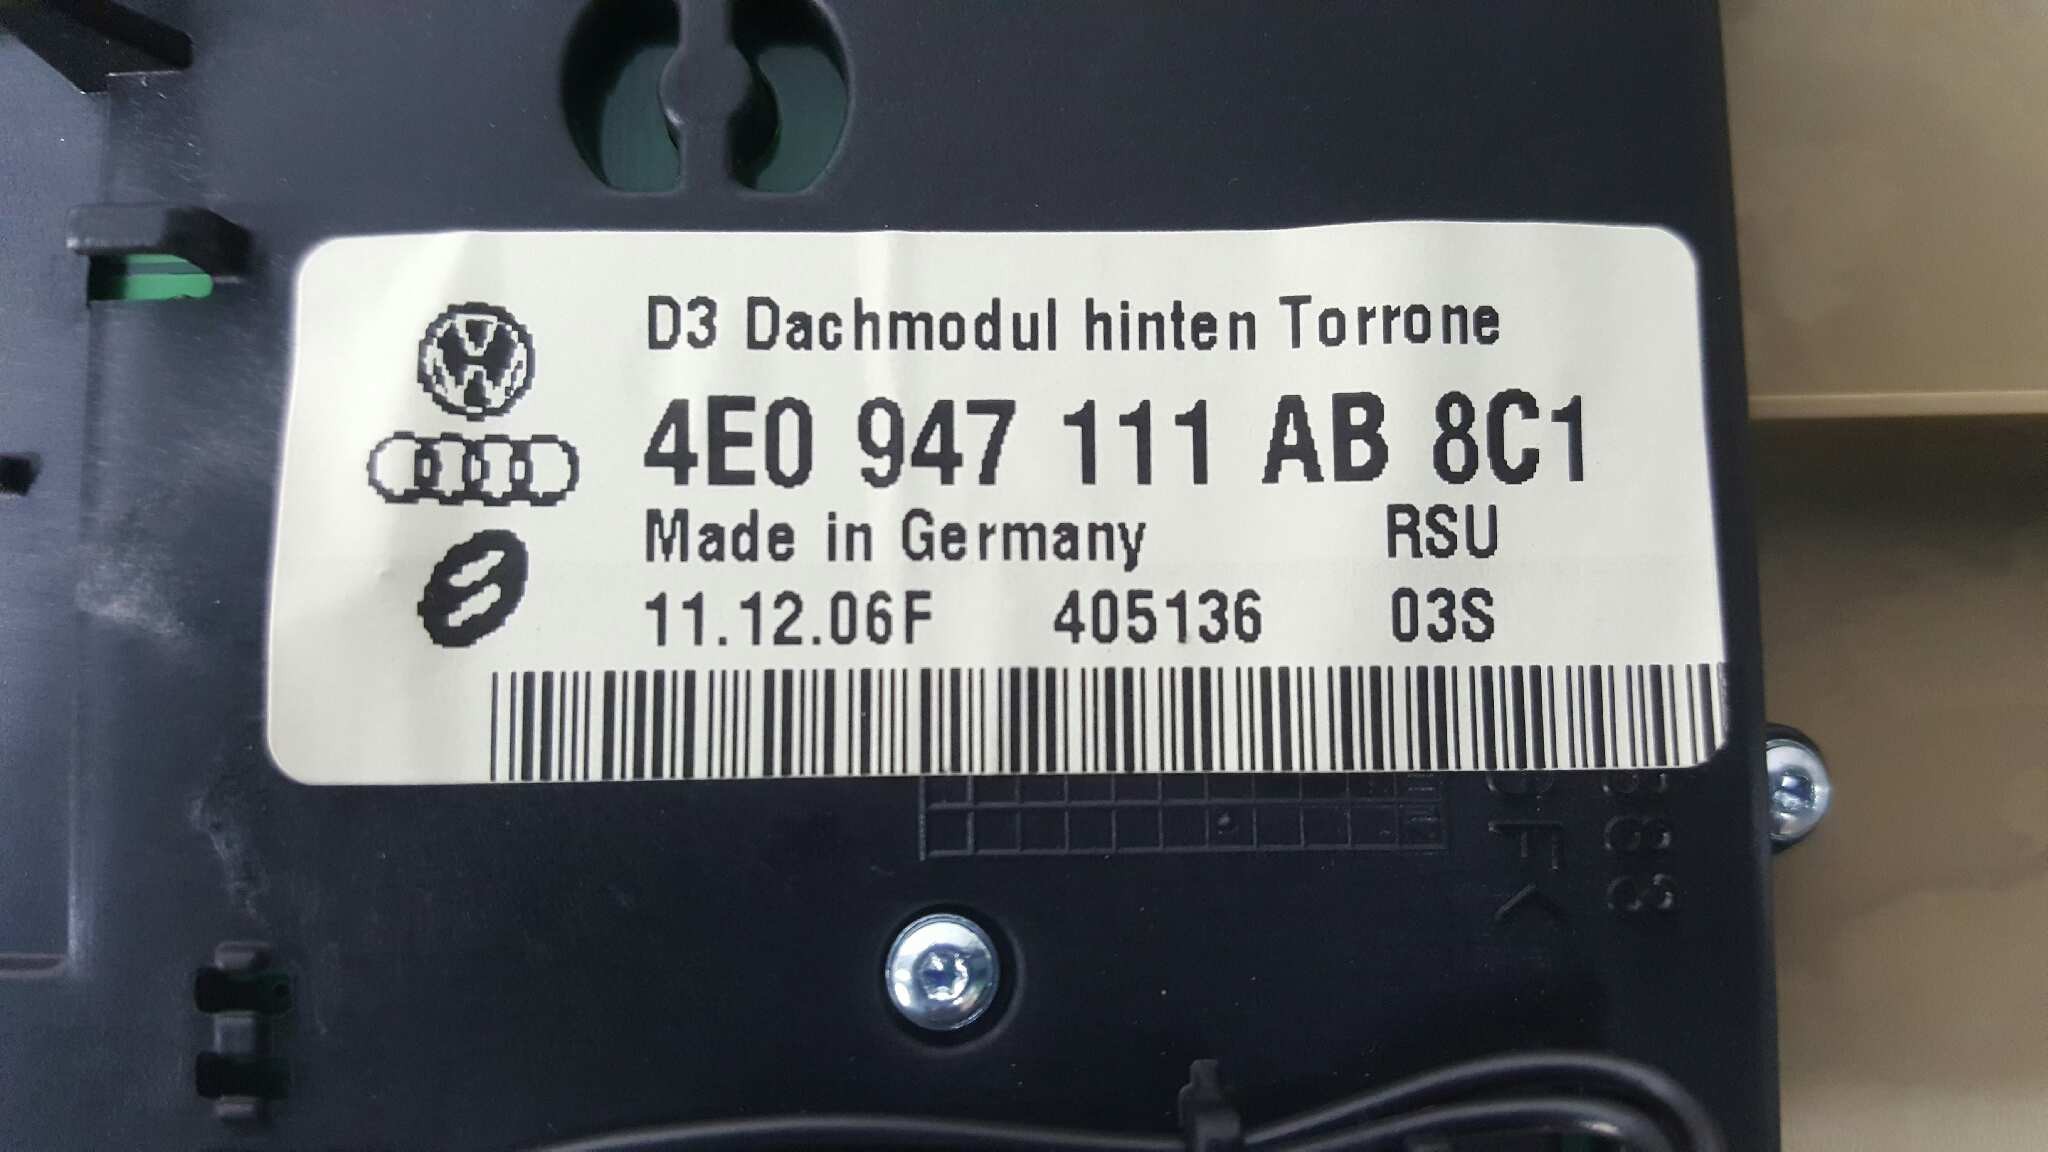 D3 Dachmodul hinten Torrone
4E0 947 111 AB 8C1
Made in Germany RSU
11.12.06F 405136 03S